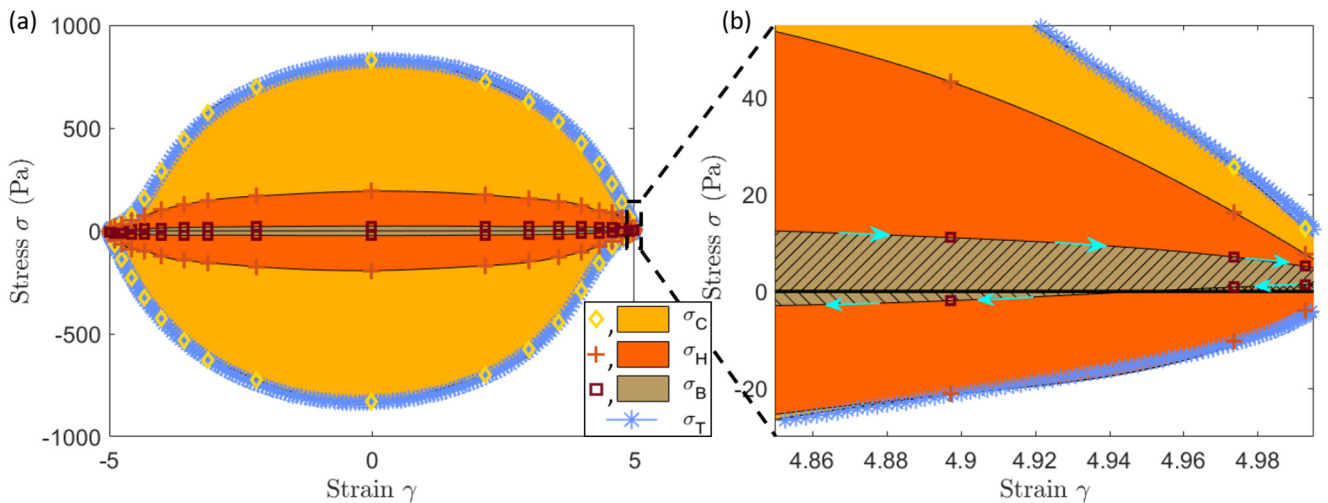 (a)
1000
500
0
-500
-1000
Stress σ (Pa)
-5
0
5
Strain γ
, σC
, σH
, σB
σT
(b)
40
20
0
-20
Stress σ (Pa)
4.86
4.88
4.9
4.92
4.94
4.96
4.98
Strain γ